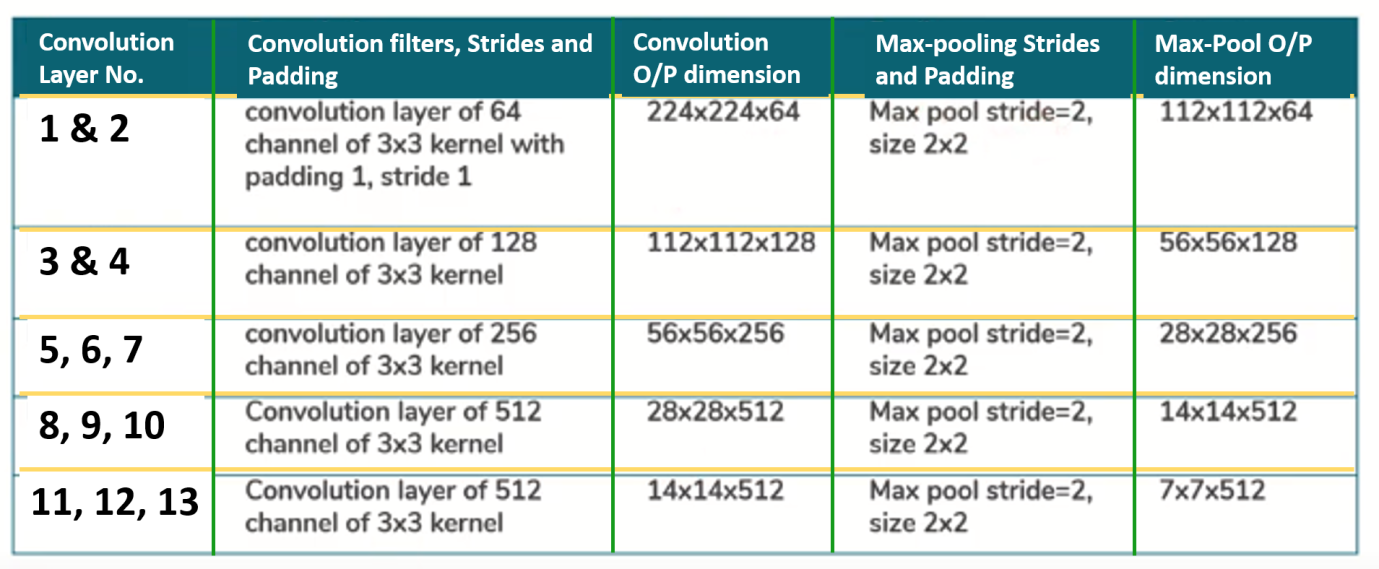 Convolution Layer No.
Convolution filters, Strides and Padding
Convolution O/P dimension
Max-pooling Strides and Padding
Max-Pool O/P dimension
1 & 2
convolution layer of 64
channel of 3x3 kernel with
padding 1, stride 1
224x224x64
Max pool stride=2,
size 2x2
112x112x64
3 & 4
convolution layer of 128
channel of 3x3 kernel
112x112x128
Max pool stride=2,
size 2x2
56x56x128
5, 6, 7
convolution layer of 256
channel of 3x3 kernel
56x56x256
Max pool stride=2,
size 2x2
28x28x256
8, 9, 10
Convolution layer of 512
channel of 3x3 kernel
28x28x512
Max pool stride=2,
size 2x2
14x14x512
11, 12, 13
Convolution layer of 512
channel of 3x3 kernel
14x14x512
Max pool stride=2,
size 2x2
7x7x512